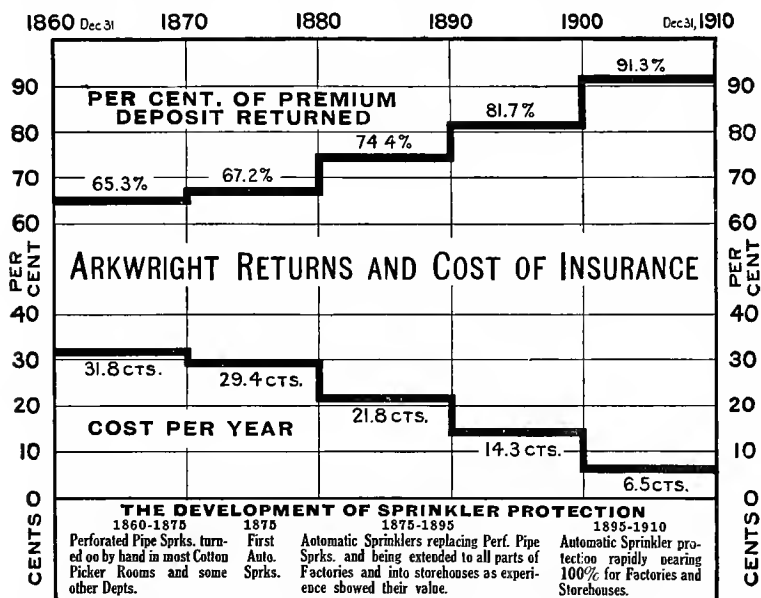 1860 Dec 31 1870 1880 1890 1900 Dec 31, 1910
90 91.3% 90
PER CENT. OF PREMIUM
DEPOSIT RETURNED
81.7%
80 80
74.4%
70 65.3% 67.2% 70
60 60
PER CENT ARKWRIGHT RETURNS AND COST OF INSURANCE PER CENT
40 40
30 30
31.8 CTS. 29.4 CTS.
20 20
21.8 CTS.
COST PER YEAR
14.3 CTS.
10 10
6.5 CTS.
0 0
CENTS CENTS
THE DEVELOPMENT OF SPRINKLER PROTECTION
1860-1875
Perforated Pipe Sprks. turn-
ed oo by hand in most Cotton
Picker Rooms and some
other Depts.
1875
First
Auto.
Sprks.
1875-1895
Automatic Sprinklers replacing Perf. Pipe
Sprks. and being extended to all parts of
Factories and into storehouses as experi-
ence showed their value.
1895-1910
Automatic Sprinkler pro-
tection rapidly nearing
100% for Factories and
Storehouses.